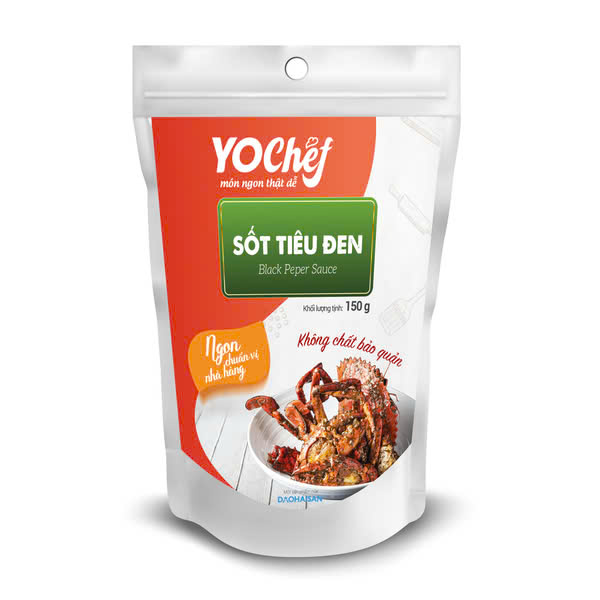 YOChef
món ngon thật dễ
SỐT TIÊU ĐEN
Black Peper Sauce
Khối lượng tịnh: 150 g
Không chất bảo quản
Ngon
chuẩn vị
nhà hàng
DAOHAISAN